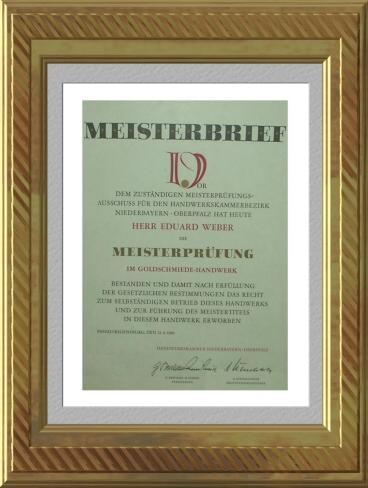 MEISTERBRIEF
VOR
DEM ZUSTÄNDIGEN MEISTERPRÜFUNGS-
AUSSCHUSS FÜR DEN HANDWERKSKAMMERBEZIRK
NIEDERBAYERN - OBERPFALZ HAT HEUTE
HERR EDUARD WEBER
DIE
MEISTERPRÜFUNG
IM GOLDSCHMIEDE-HANDWERK
BESTANDEN UND DAMIT NACH ERFÜLLUNG
DER GESETZLICHEN BESTIMMUNGEN DAS RECHT
ZUM SELBSTÄNDIGEN BETRIEB DIESES HANDWERKS
UND ZUR FÜHRUNG DES MEISTERTITELS
IN DIESEM HANDWERK ERWORBEN
HANDWERKSKAMMER NIEDERBAYERN-OBERPFALZ